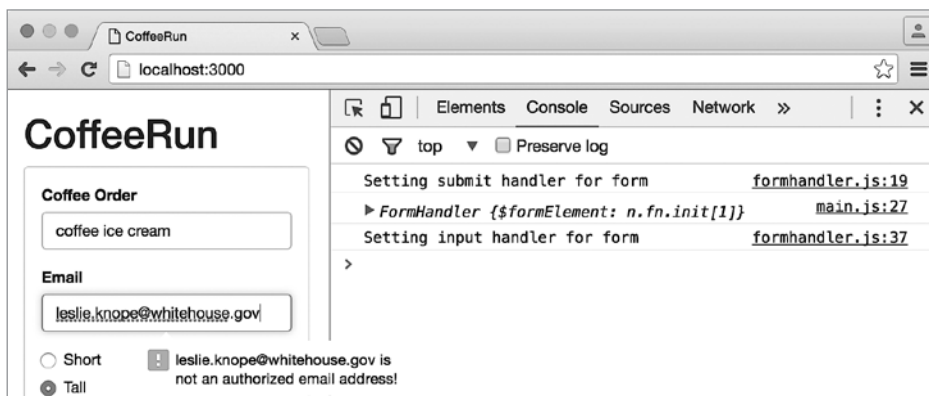 CoffeeRun
localhost:3000
CoffeeRun
Coffee Order
coffee ice cream
Email
leslie.knope@whitehouse.gov
Short
Tall
! leslie.knope@whitehouse.gov is
not an authorized email address!
Elements Console Sources Network »
top Preserve log
Setting submit handler for form formhandler.js:19
FormHandler {$formElement: n.fn.init[1]} main.js:27
Setting input handler for form formhandler.js:37
>